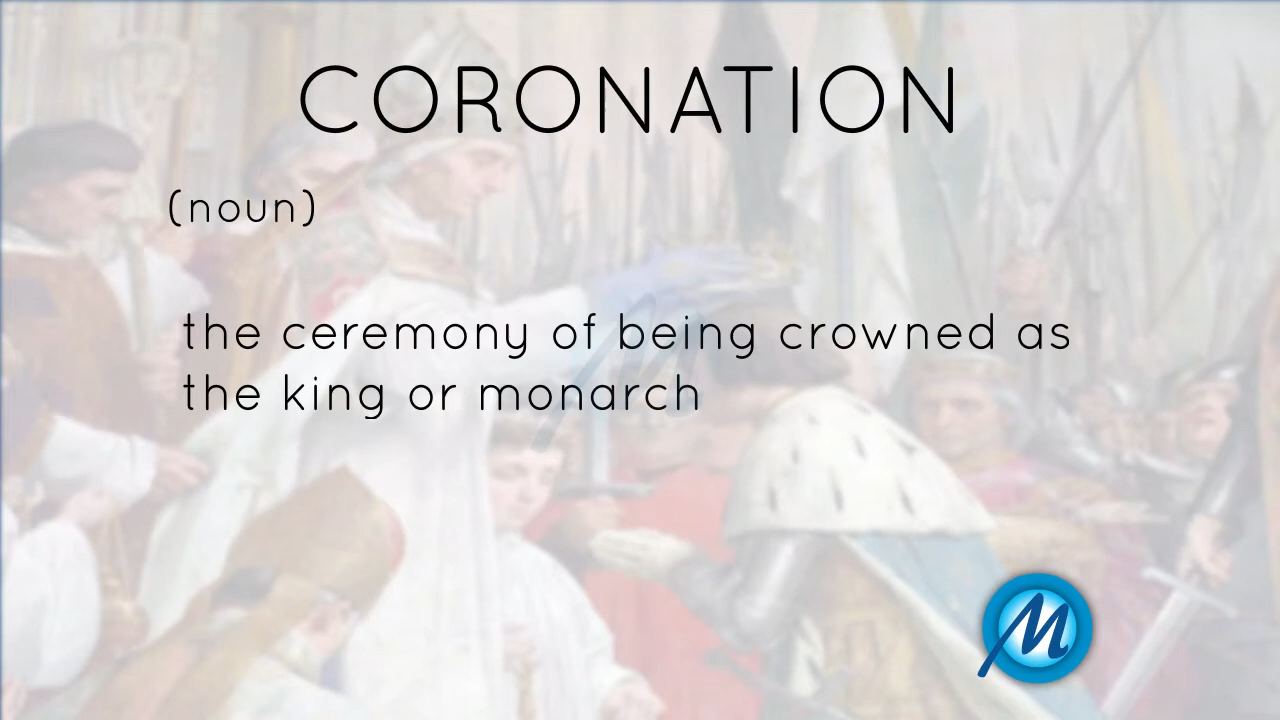 CORONATION
(noun)
the ceremony of being crowned as
the king or monarch
M